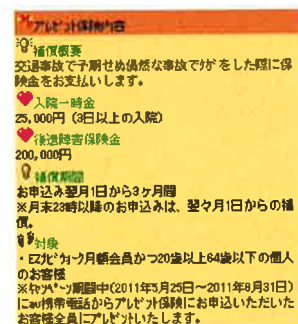 プレゼント保険内容
補償概要
交通事故で予期せぬ偶然な事故でケガをした際に保
険金をお支払いします。
入院一時金
25,000円（3日以上の入院）
後遺障害保険金
200,000円
補償期間
お申込み翌月1日から3ヶ月間
※月末23時以降のお申込みは、翌々月1日からの補
償。
対象
・EZナビウォーク月額会員かつ20歳以上64歳以下の個人
のお客様
※キャンペーン期間中(2011年5月25日～2011年8月31日)
にau携帯電話からプレゼント保険にお申込いただいた
お客様全員にプレゼントいたします。